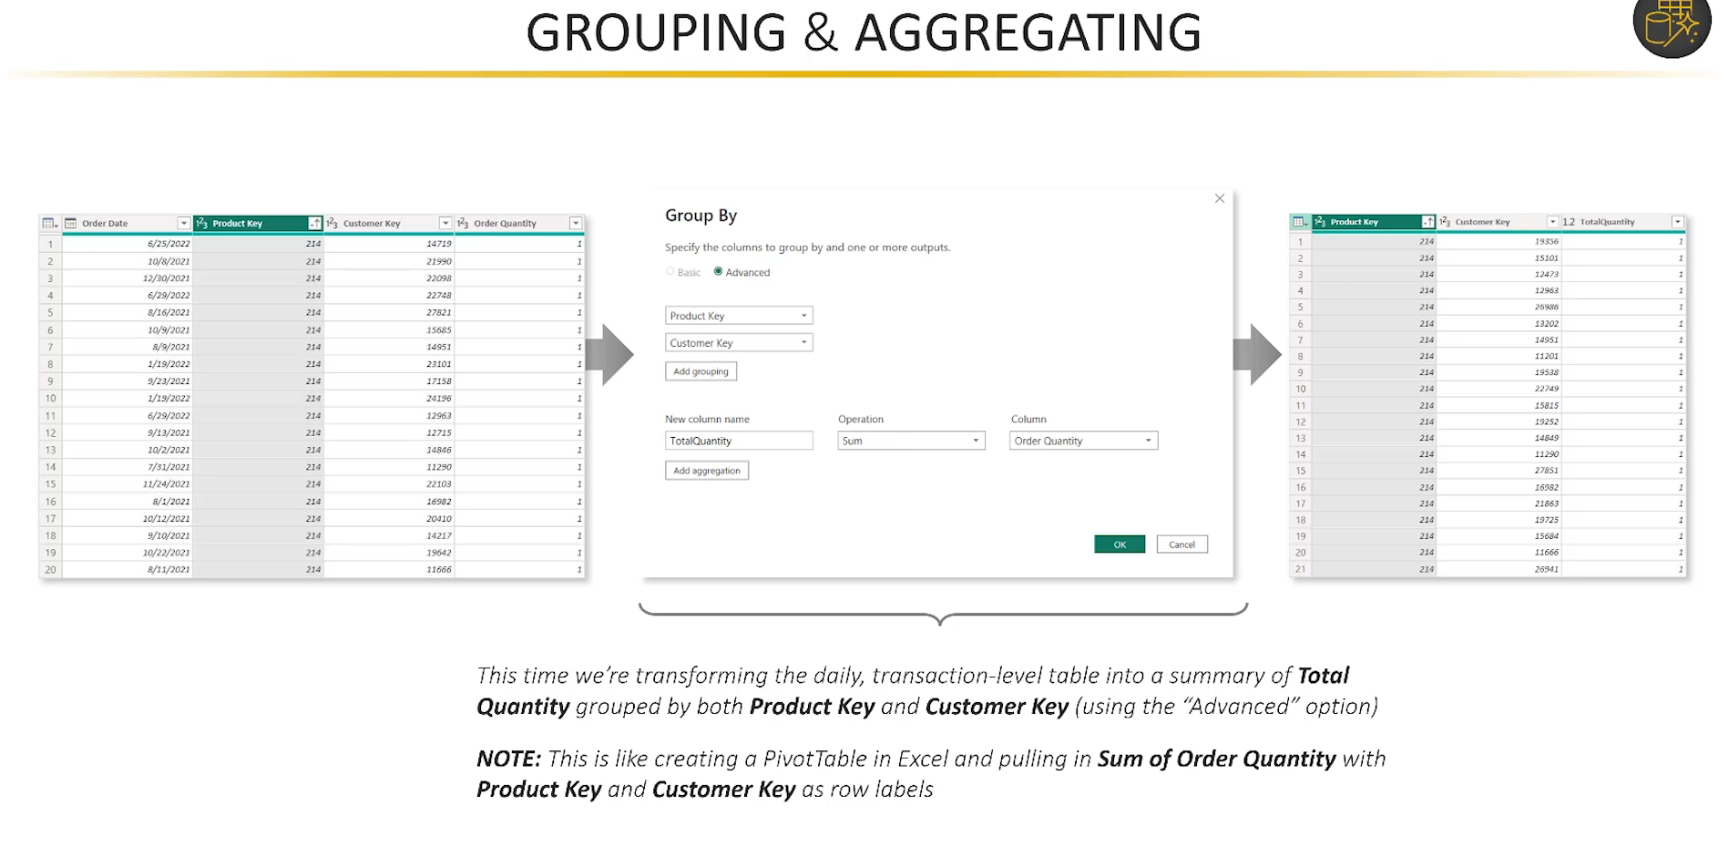 GROUPING & AGGREGATING
Order Date Product Key Customer Key Order Quantity
1 6/25/2022 214 14719 1
2 10/8/2021 214 21990 1
3 12/30/2021 214 22098 1
4 6/29/2022 214 22748 1
5 8/16/2021 214 27821 1
6 10/9/2021 214 15685 1
7 8/9/2021 214 14951 1
8 1/19/2022 214 23101 1
9 9/23/2021 214 17158 1
10 1/19/2022 214 24196 1
11 6/29/2022 214 12963 1
12 9/13/2021 214 12715 1
13 10/2/2021 214 14846 1
14 7/31/2021 214 11290 1
15 11/24/2021 214 22103 1
16 8/1/2021 214 16982 1
17 10/12/2021 214 20410 1
18 9/10/2021 214 14217 1
19 10/22/2021 214 19642 1
20 8/11/2021 214 11666 1
Group By
Specify the columns to group by and one or more outputs.
Basic Advanced
Product Key
Customer Key
Add grouping
New column name Operation Column
TotalQuantity Sum Order Quantity
Add aggregation
OK Cancel
Product Key Customer Key 1.2 TotalQuantity
1 214 19356 1
2 214 15101 1
3 214 12473 1
4 214 12963 1
5 214 26986 1
6 214 13202 1
7 214 14951 1
8 214 11201 1
9 214 19538 1
10 214 22749 1
11 214 15815 1
12 214 19252 1
13 214 14849 1
14 214 11290 1
15 214 27851 1
16 214 16982 1
17 214 21863 1
18 214 19725 1
19 214 15684 1
20 214 11666 1
21 214 26941 1
This time we’re transforming the daily, transaction-level table into a summary of Total
Quantity grouped by both Product Key and Customer Key (using the “Advanced” option)
NOTE: This is like creating a PivotTable in Excel and pulling in Sum of Order Quantity with
Product Key and Customer Key as row labels